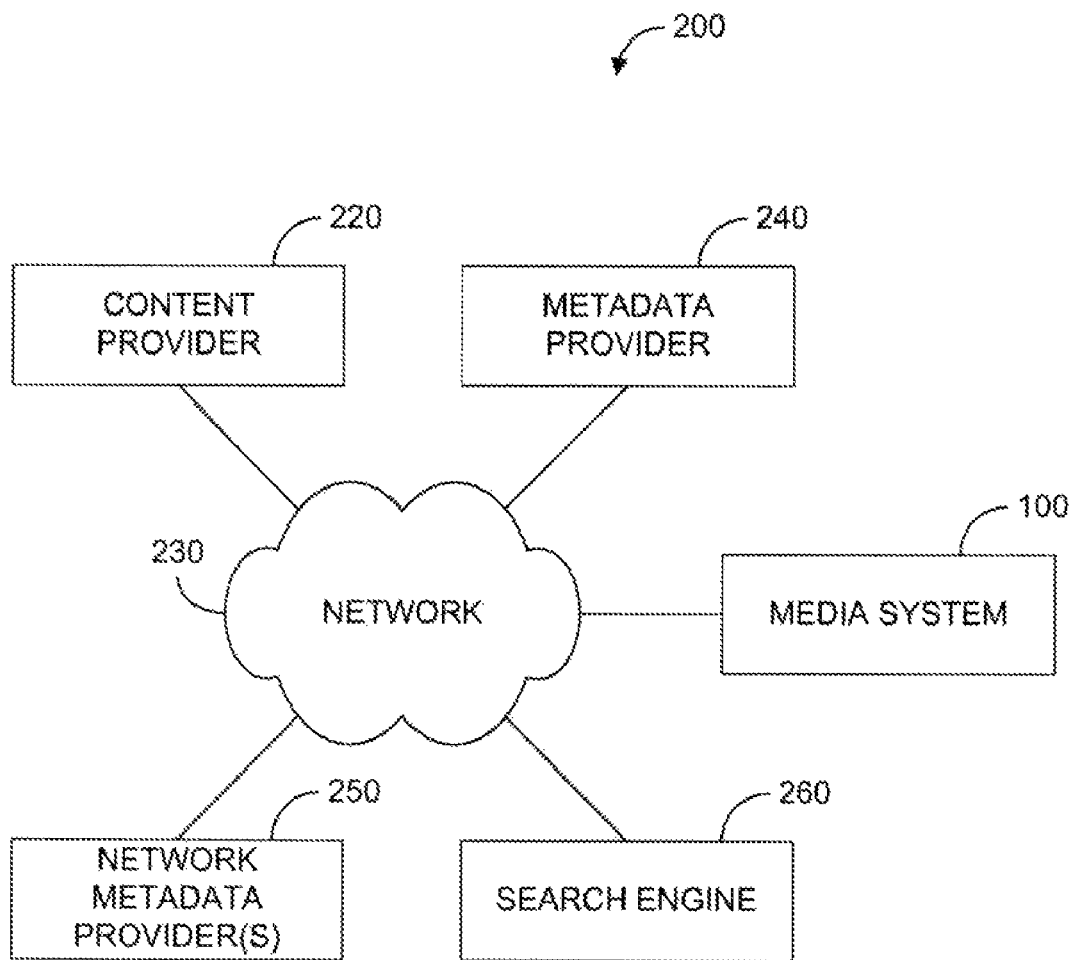 200
220
240
CONTENT
PROVIDER
METADATA
PROVIDER
100
230
NETWORK
MEDIA SYSTEM
250
260
NETWORK
METADATA
PROVIDER(S)
SEARCH ENGINE